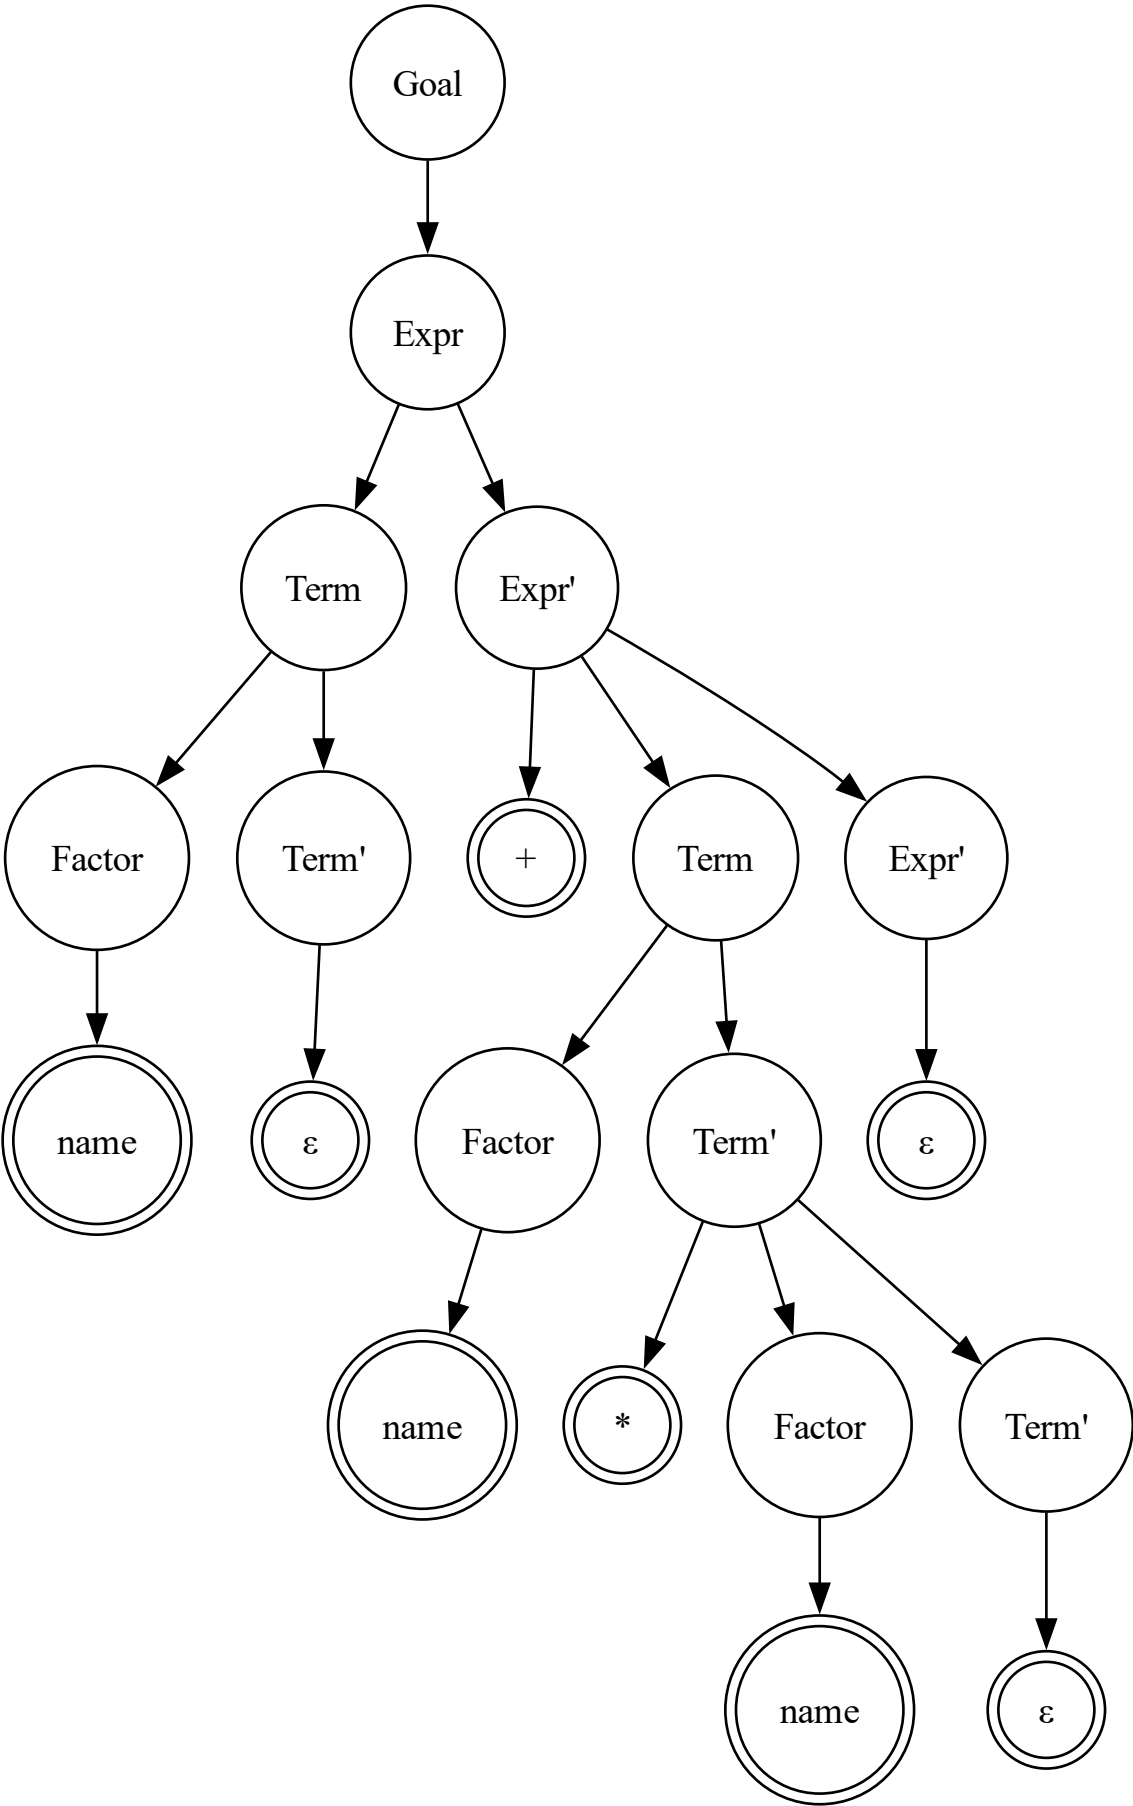 Goal
Expr
Term
Expr'
Factor
Term'
+
Term
Expr'
name
ε
Factor
Term'
ε
name
*
Factor
Term'
name
ε